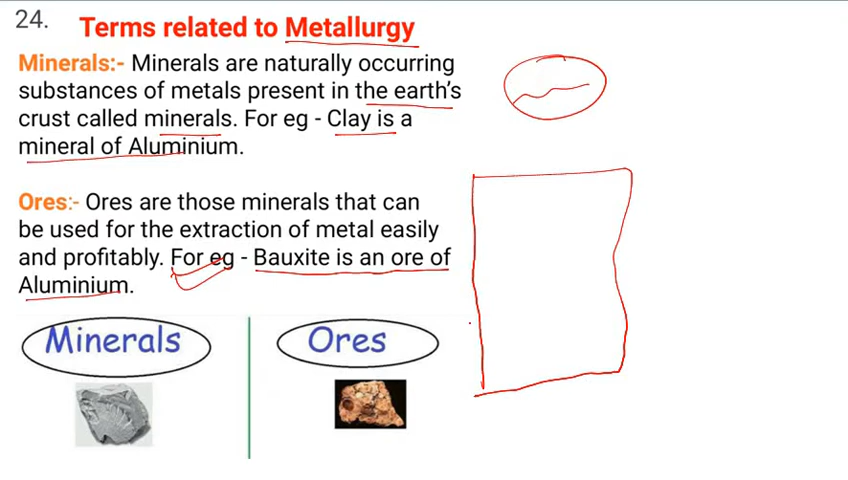 24.
Terms related to Metallurgy
Minerals:- Minerals are naturally occurring
substances of metals present in the earth's
crust called minerals. For eg - Clay is a
mineral of Aluminium.
Ores:- Ores are those minerals that can
be used for the extraction of metal easily
and profitably. For eg - Bauxite is an ore of
Aluminium.
Minerals
Ores